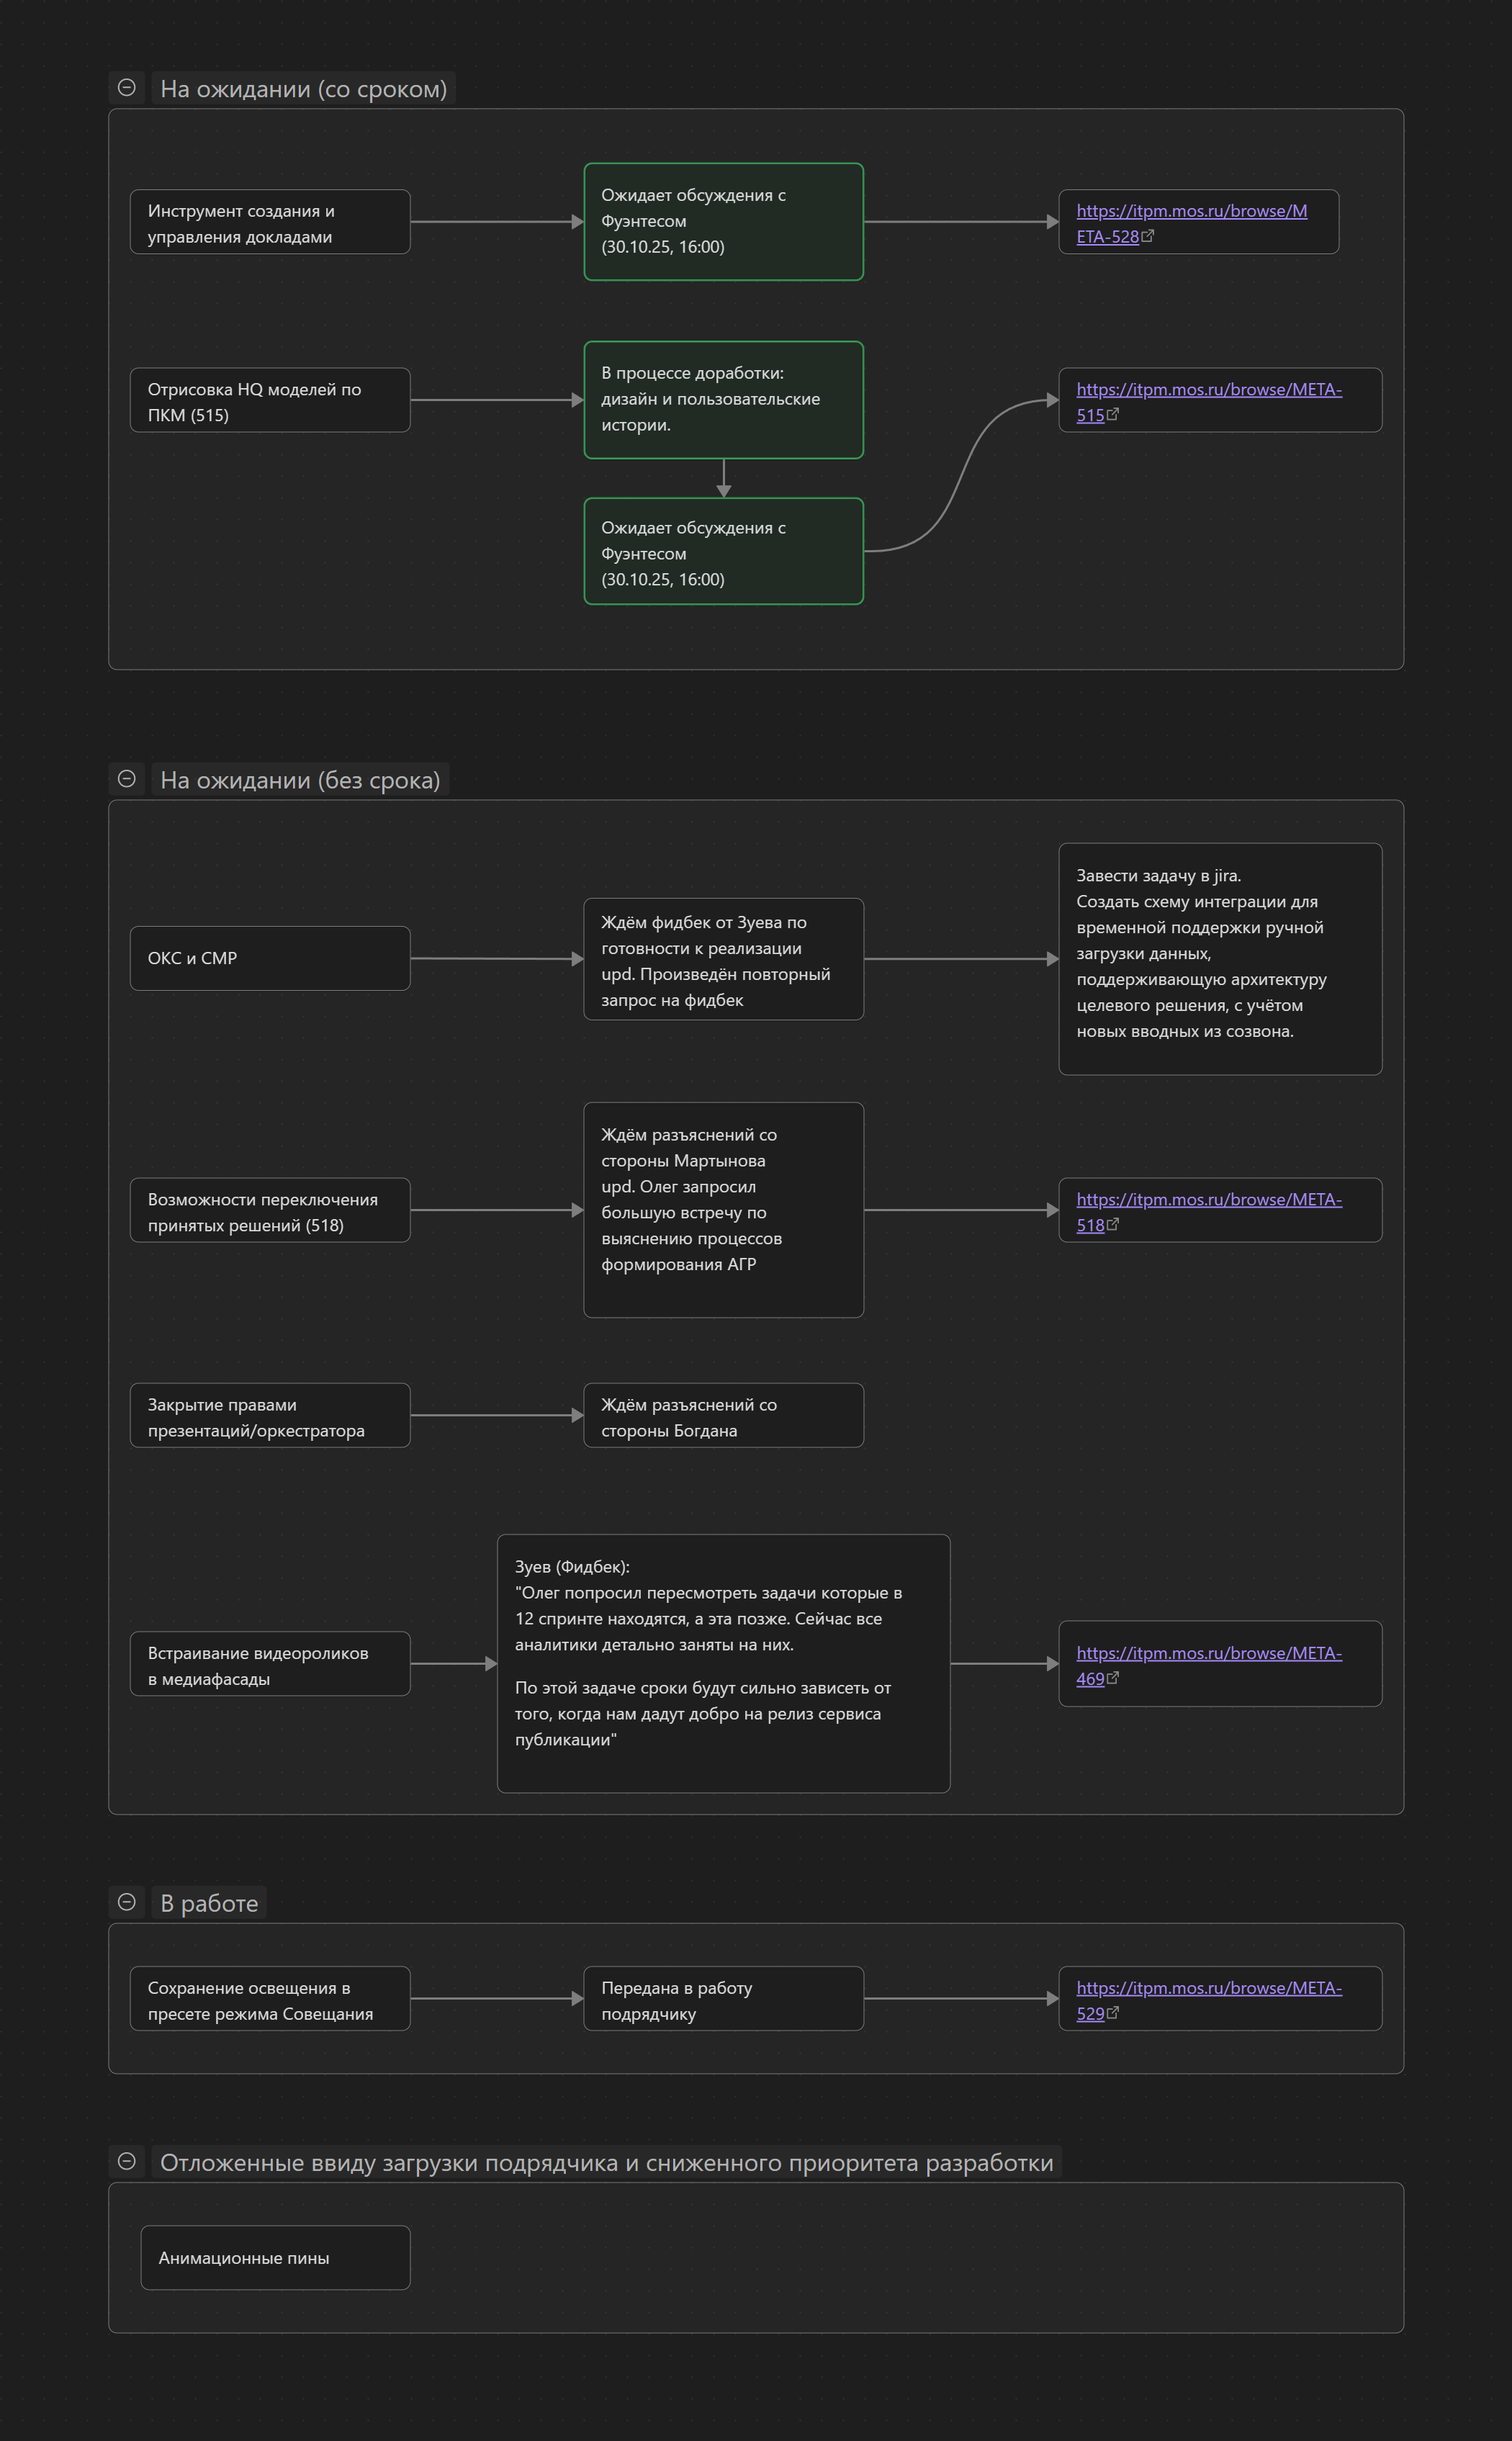 На ожидании (со сроком)
Инструмент создания и
управления докладами
Ожидает обсуждения с
Фуэнтесом
(30.10.25, 16:00)
https://itpm.mos.ru/browse/M
ETA-528
Отрисовка HQ моделей по
ПКМ (515)
В процессе доработки:
дизайн и пользовательские
истории.
https://itpm.mos.ru/browse/META-
515
Ожидает обсуждения с
Фуэнтесом
(30.10.25, 16:00)
На ожидании (без срока)
ОКС и СМР
Ждём фидбек от Зуева по
готовности к реализации
upd. Произведён повторный
запрос на фидбек
Завести задачу в jira.
Создать схему интеграции для
временной поддержки ручной
загрузки данных,
поддерживающую архитектуру
целевого решения, с учётом
новых вводных из созвона.
Возможности переключения
принятых решений (518)
Ждём разъяснений со
стороны Мартынова
upd. Олег запросил
большую встречу по
выяснению процессов
формирования АГР
https://itpm.mos.ru/browse/META-
518
Закрытие правами
презентаций/оркестратора
Ждём разъяснений со
стороны Богдана
Встраивание видеороликов
в медиафасады
Зуев (Фидбек):
"Олег попросил пересмотреть задачи которые в
12 спринте находятся, а эта позже. Сейчас все
аналитики детально заняты на них.
По этой задаче сроки будут сильно зависеть от
того, когда нам дадут добро на релиз сервиса
публикации"
https://itpm.mos.ru/browse/META-
469
В работе
Сохранение освещения в
пресете режима Совещания
Передана в работу
подрядчику
https://itpm.mos.ru/browse/META-
529
Отложенные ввиду загрузки подрядчика и сниженного приоритета разработки
Анимационные пины